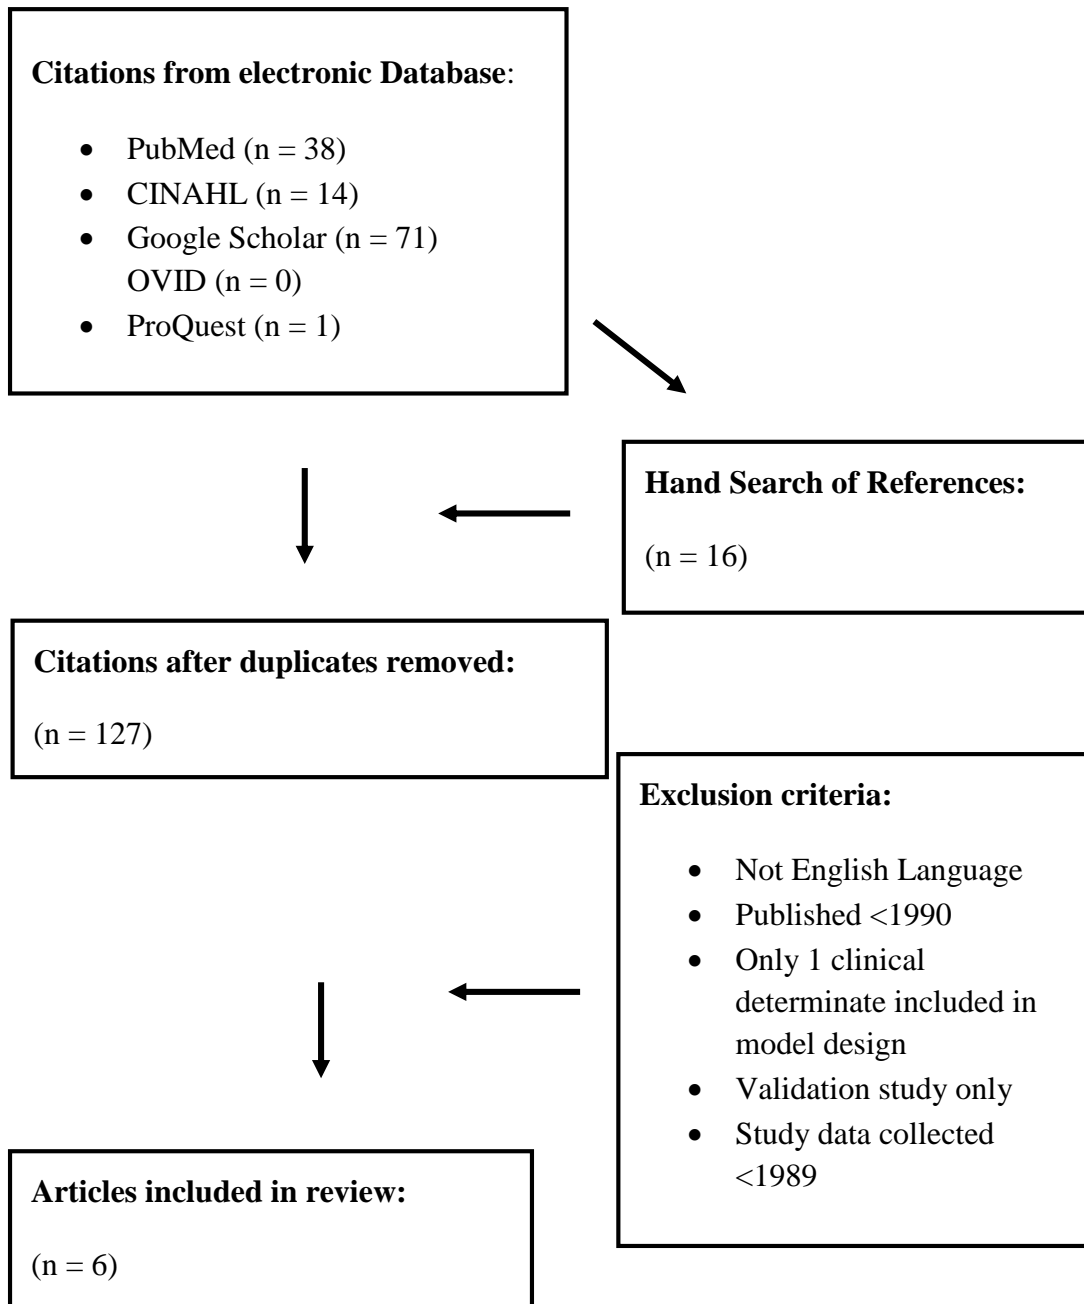 Citations from electronic Database:
• PubMed (n = 38)
• CINAHL (n = 14)
• Google Scholar (n = 71)
OVID (n = 0)
• ProQuest (n = 1)
Hand Search of References:
(n = 16)
Citations after duplicates removed:
(n = 127)
Exclusion criteria:
• Not English Language
• Published <1990
• Only 1 clinical
determinate included in
model design
• Validation study only
• Study data collected
<1989
Articles included in review:
(n = 6)